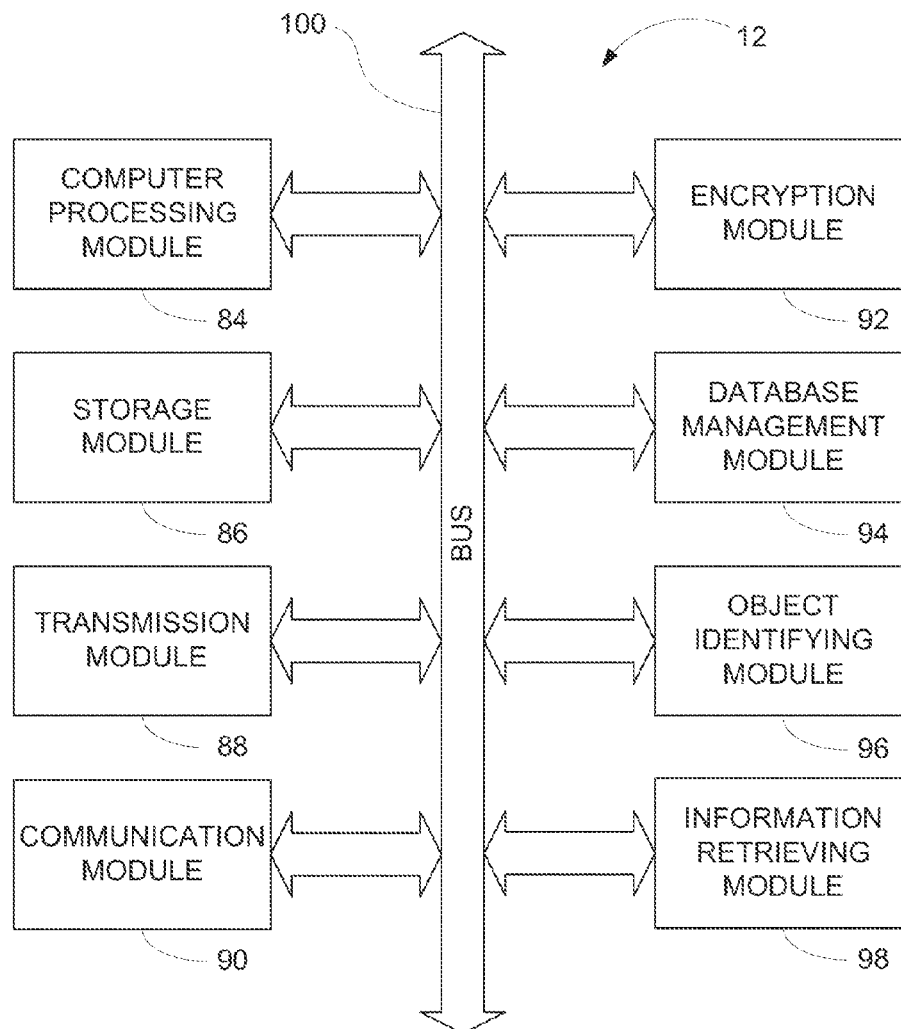 100
12
COMPUTER
PROCESSING
MODULE
84
ENCRYPTION
MODULE
92
STORAGE
MODULE
86
DATABASE
MANAGEMENT
MODULE
94
BUS
TRANSMISSION
MODULE
88
OBJECT
IDENTIFYING
MODULE
96
COMMUNICATION
MODULE
90
INFORMATION
RETRIEVING
MODULE
98